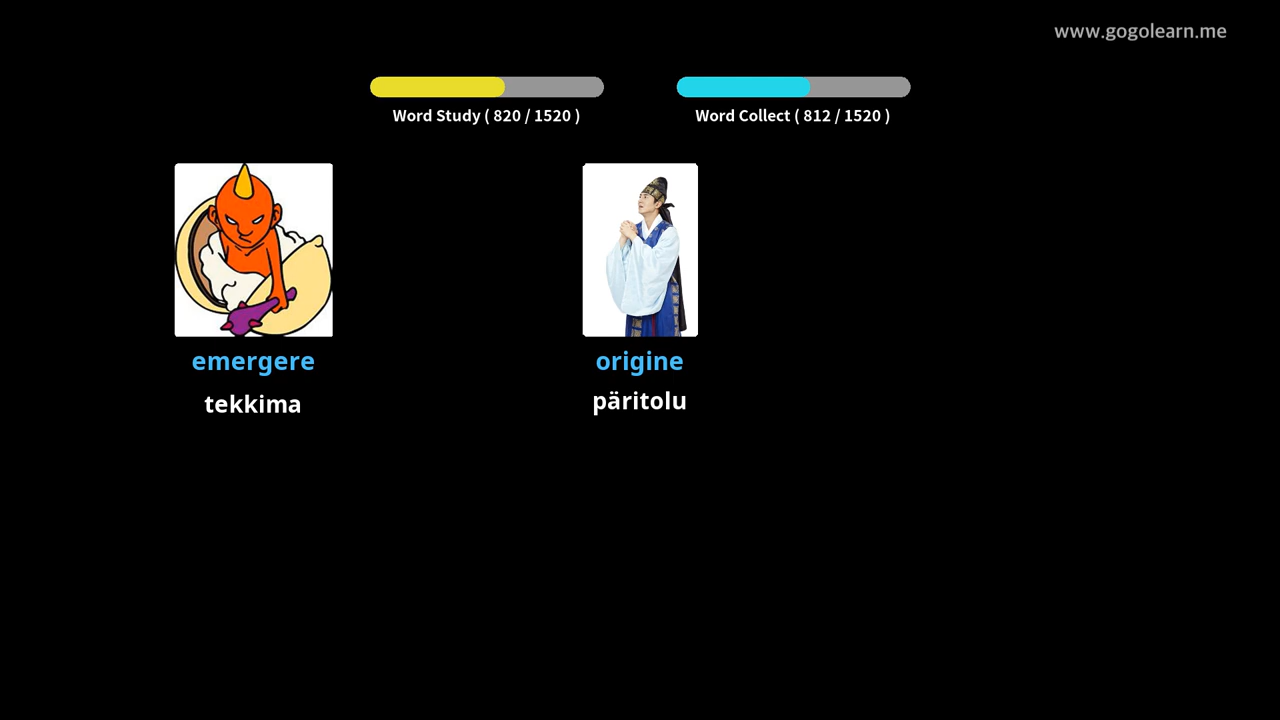 www.gogolearn.me
Word Study ( 820 / 1520 )
Word Collect ( 812 / 1520 )
emergere
origine
tekkima
päritolu